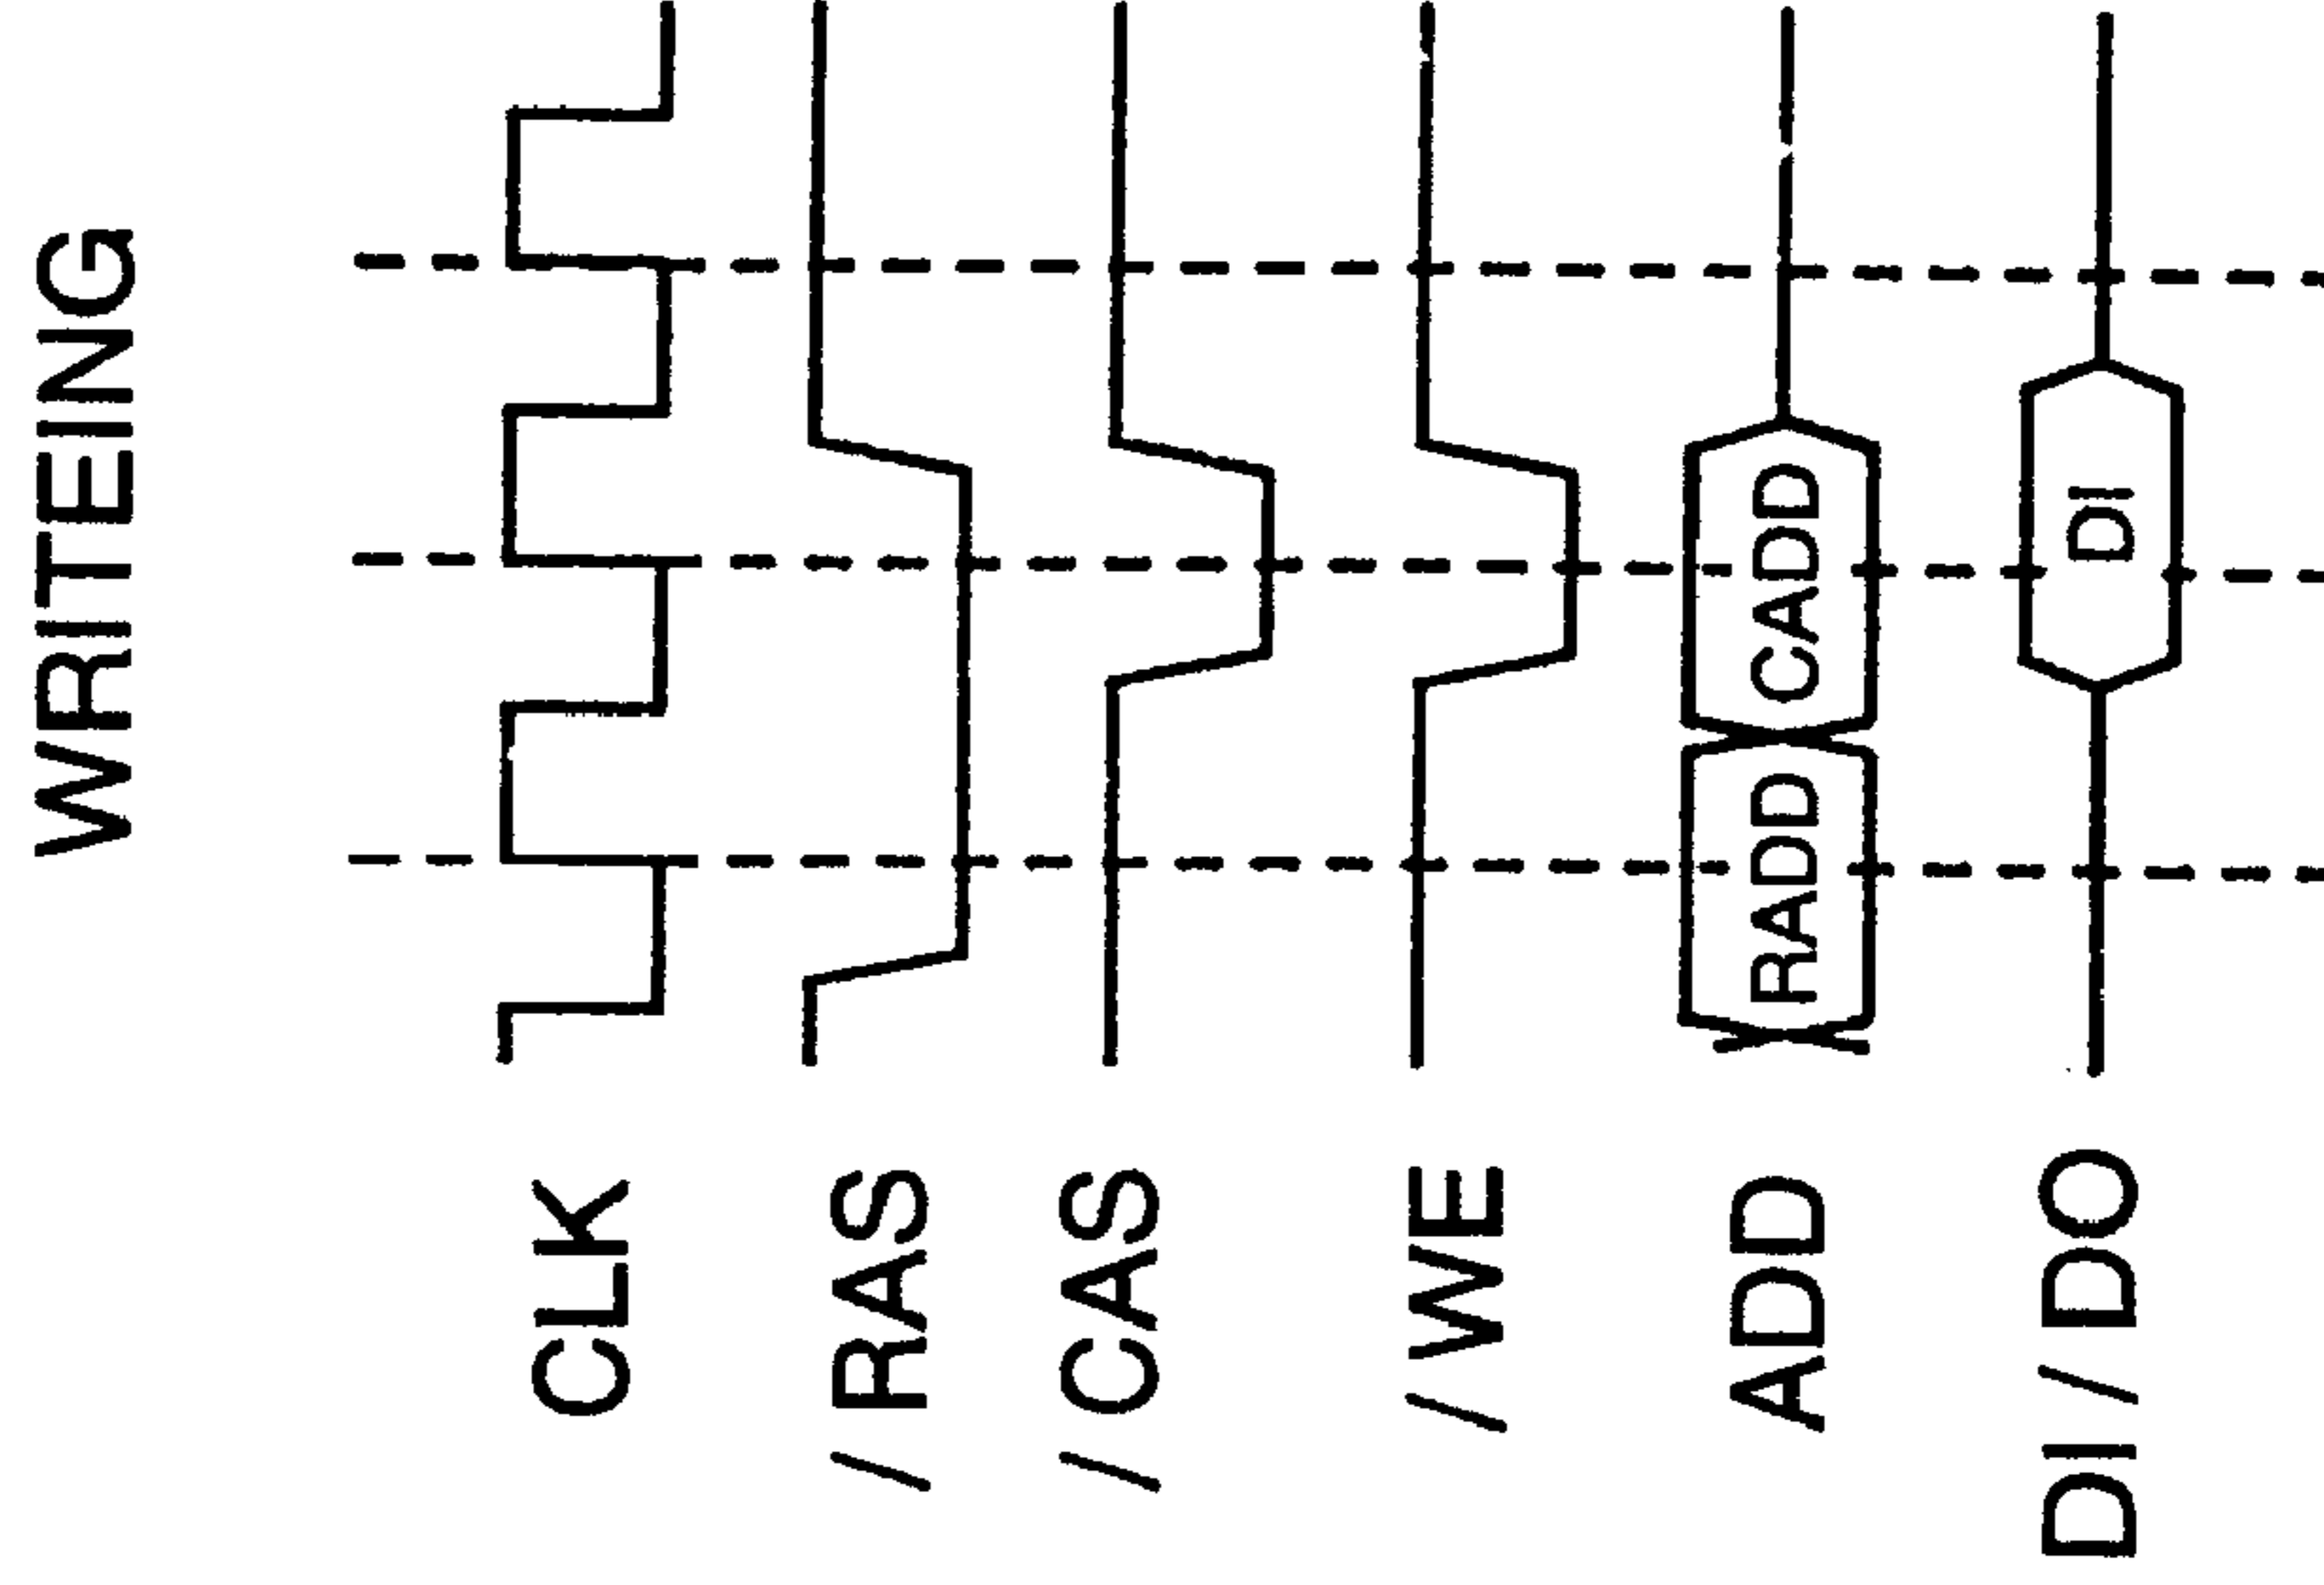 WRITEING
CLK
/ RAS
/ CAS
/ WE
ADD RADD CADD
DI / DO DI